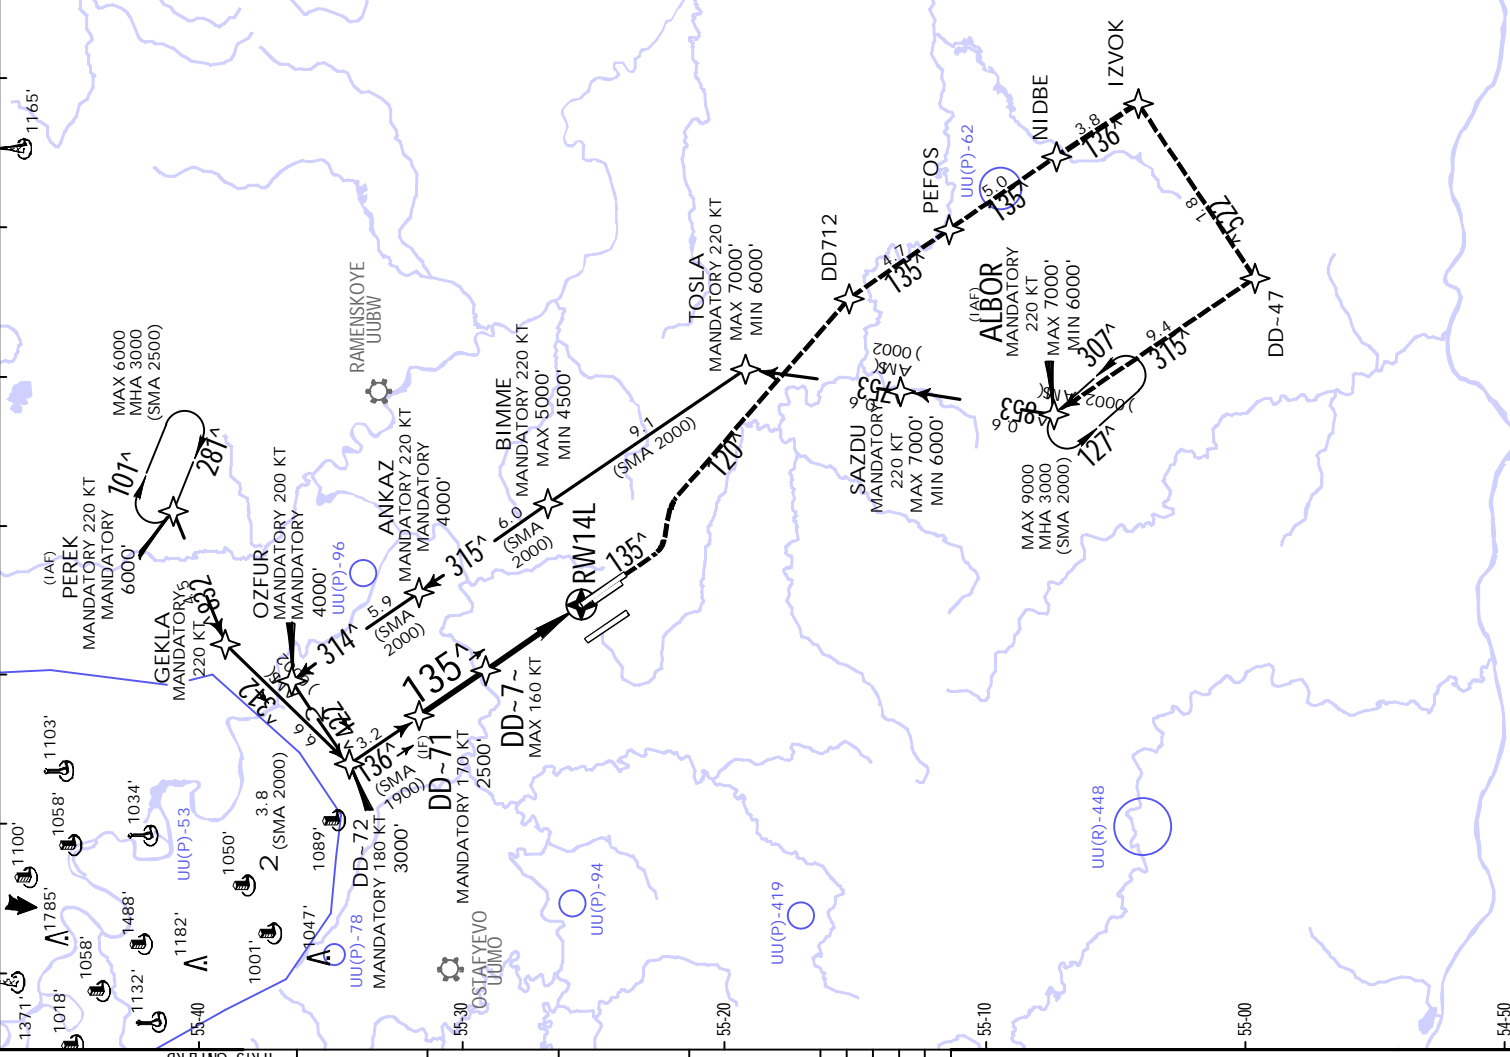 1165'
IZVOK
NIDBE
3.8
136^
UU(P)-62
PEFOS
5.0
135^
DD712
4.7
135^
TOSLA
MANDATORY 220 KT
MAX 7000'
MIN 6000'
(IAF)
ALBOR
MANDATORY
220 KT
MAX 7000'
MIN 6000'
307^
127^
9.4
315^
DD~47
MAX 9000
MHA 3000
(SMA 2000)
SAZDU
MANDATORY
220 KT
MAX 7000'
MIN 6000'
120^
RAMENSKOYE
UUBW
MAX 6000
MHA 3000
(SMA 2500)
101^
281^
(IAF)
PEREK
MANDATORY 220 KT
MANDATORY
6000'
BIMME
MANDATORY 220 KT
MAX 5000'
MIN 4500'
9.1
(SMA 2000)
ANKAZ
MANDATORY 220 KT
MANDATORY
4000'
6.0
(SMA
2000)
315^
OZFUR
MANDATORY 200 KT
MANDATORY
4000'
UU(P)-96
5.9
(SMA
2000)
314^
GEKLA
MANDATORY
220 KT
6.6
RW14L
135^
135^
DD~7~
MAX 160 KT
3.2
136^
(SMA
1900)
(IF)
DD~71
MANDATORY 170 KT
2500'
DD~72
MANDATORY 180 KT
3000'
2
3.8
(SMA 2000)
1103'
1058'
1100'
1034'
UU(P)-53
1050'
1089'
1785'
1488'
1182'
1058'
1001'
1047'
UU(P)-78
1371'
1018'
1132'
OSTAFYEVO
UUMO
UU(P)-94
UU(P)-419
UU(R)-448
55-40
55-30
55-20
55-10
55-00
54-50